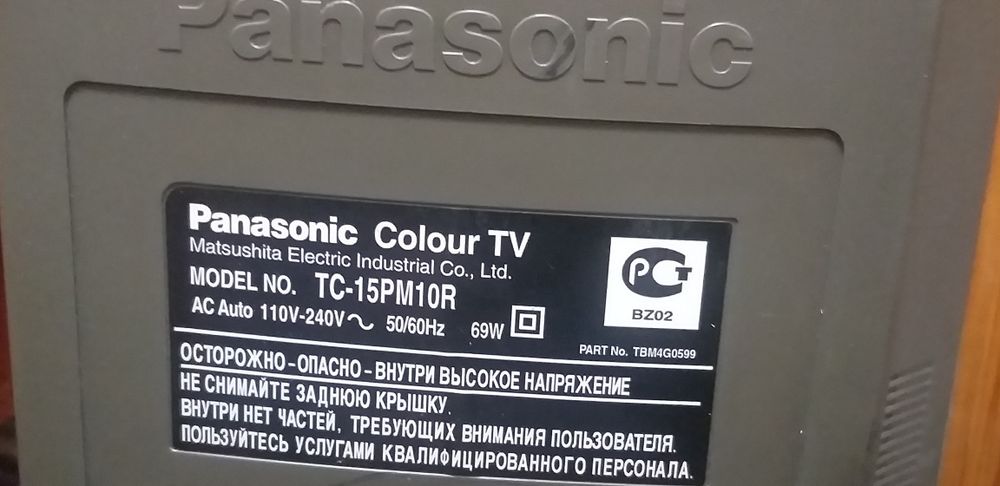 Panasonic
Panasonic Colour TV
Matsushita Electric Industrial Co., Ltd.
MODEL NO. TC-15PM10R
AC Auto 110V-240V~ 50/60Hz 69W
РСТ
BZ02
PART No. TBM4G0599
ОСТОРОЖНО-ОПАСНО-ВНУТРИ ВЫСОКОЕ НАПРЯЖЕНИЕ
НЕ СНИМАЙТЕ ЗАДНЮЮ КРЫШКУ.
ВНУТРИ НЕТ ЧАСТЕЙ, ТРЕБУЮЩИХ ВНИМАНИЯ ПОЛЬЗОВАТЕЛЯ.
ПОЛЬЗУЙТЕСЬ УСЛУГАМИ КВАЛИФИЦИРОВАННОГО ПЕРСОНАЛА.